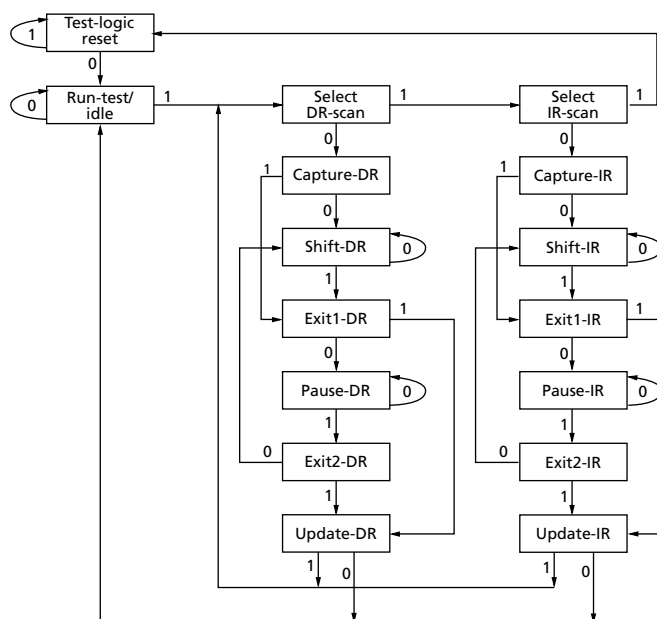 Test-logic
reset
1
0
Run-test/
idle
0
1
Select
DR-scan
1
Select
IR-scan
1
0
0
1
Capture-DR
1
Capture-IR
0
0
Shift-DR
0
Shift-IR
0
1
1
Exit1-DR
1
Exit1-IR
1
0
0
Pause-DR
0
Pause-IR
0
1
1
0
Exit2-DR
0
Exit2-IR
1
1
Update-DR
Update-IR
1
0
1
0